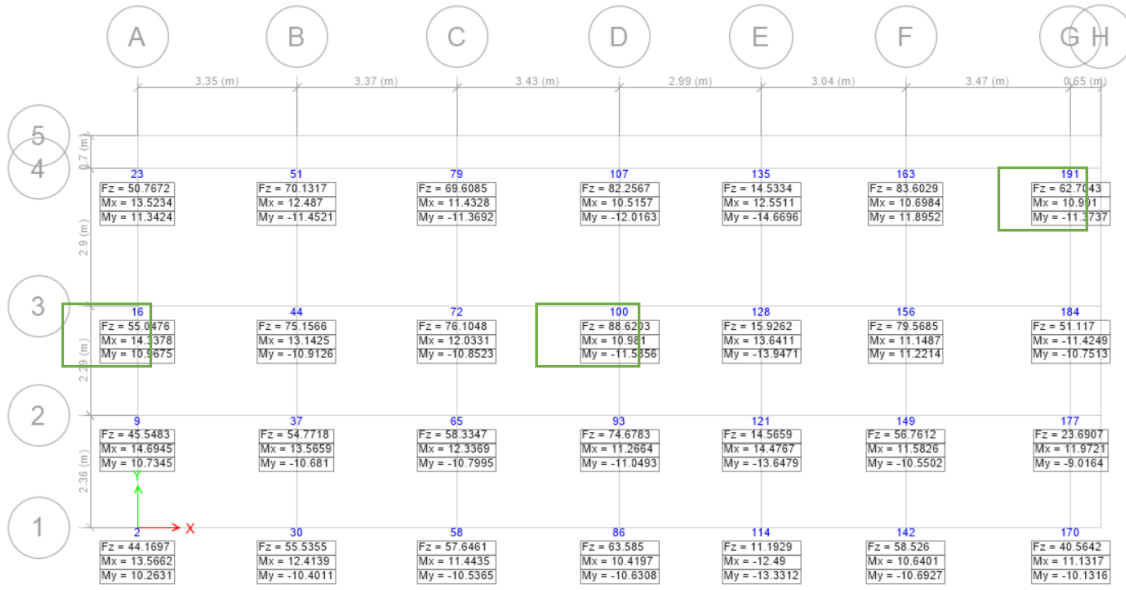 A B C D E F G H
3.35 (m) 3.37 (m) 3.43 (m) 2.99 (m) 3.04 (m) 3.47 (m) 0.65 (m)
5
0.7 (m)
4
23 51 79 107 135 163 191
Fz = 50.7672 Fz = 70.1317 Fz = 69.6085 Fz = 82.2567 Fz = 14.5334 Fz = 83.6029 Fz = 62.7043
Mx = 13.5234 Mx = 12.487 Mx = 11.4328 Mx = 10.5157 Mx = 12.5511 Mx = 10.6984 Mx = 10.991
My = 11.3424 My = -11.4521 My = -11.3692 My = -12.0163 My = -14.6696 My = 11.8952 My = -11.3737
2.9 (m)
3
16 44 72 100 128 156 184
Fz = 55.0476 Fz = 75.1566 Fz = 76.1048 Fz = 88.6203 Fz = 15.9262 Fz = 79.5685 Fz = 51.117
Mx = 14.3378 Mx = 13.1425 Mx = 12.0331 Mx = 10.981 Mx = 13.6411 Mx = 11.1487 Mx = -11.4249
My = 10.9675 My = -10.9126 My = -10.8523 My = -11.5856 My = -13.9471 My = 11.2214 My = -10.7513
2.29 (m)
2
9 37 65 93 121 149 177
Fz = 45.5483 Fz = 54.7718 Fz = 58.3347 Fz = 74.6783 Fz = 14.5659 Fz = 56.7612 Fz = 23.6907
Mx = 14.6945 Mx = 13.5659 Mx = 12.3369 Mx = 11.2664 Mx = 14.4767 Mx = 11.5826 Mx = 11.9721
My = 10.7345 My = -10.681 My = -10.7995 My = -11.0493 My = -13.6479 My = -10.5502 My = -9.0164
2.36 (m)
Y
1
X
2 30 58 86 114 142 170
Fz = 44.1697 Fz = 55.5355 Fz = 57.6461 Fz = 63.585 Fz = 11.1929 Fz = 58.526 Fz = 40.5642
Mx = 13.5662 Mx = 12.4139 Mx = 11.4435 Mx = 10.4197 Mx = -12.49 Mx = 10.6401 Mx = 11.1317
My = 10.2631 My = -10.4011 My = -10.5365 My = -10.6308 My = -13.3312 My = -10.6927 My = -10.1316